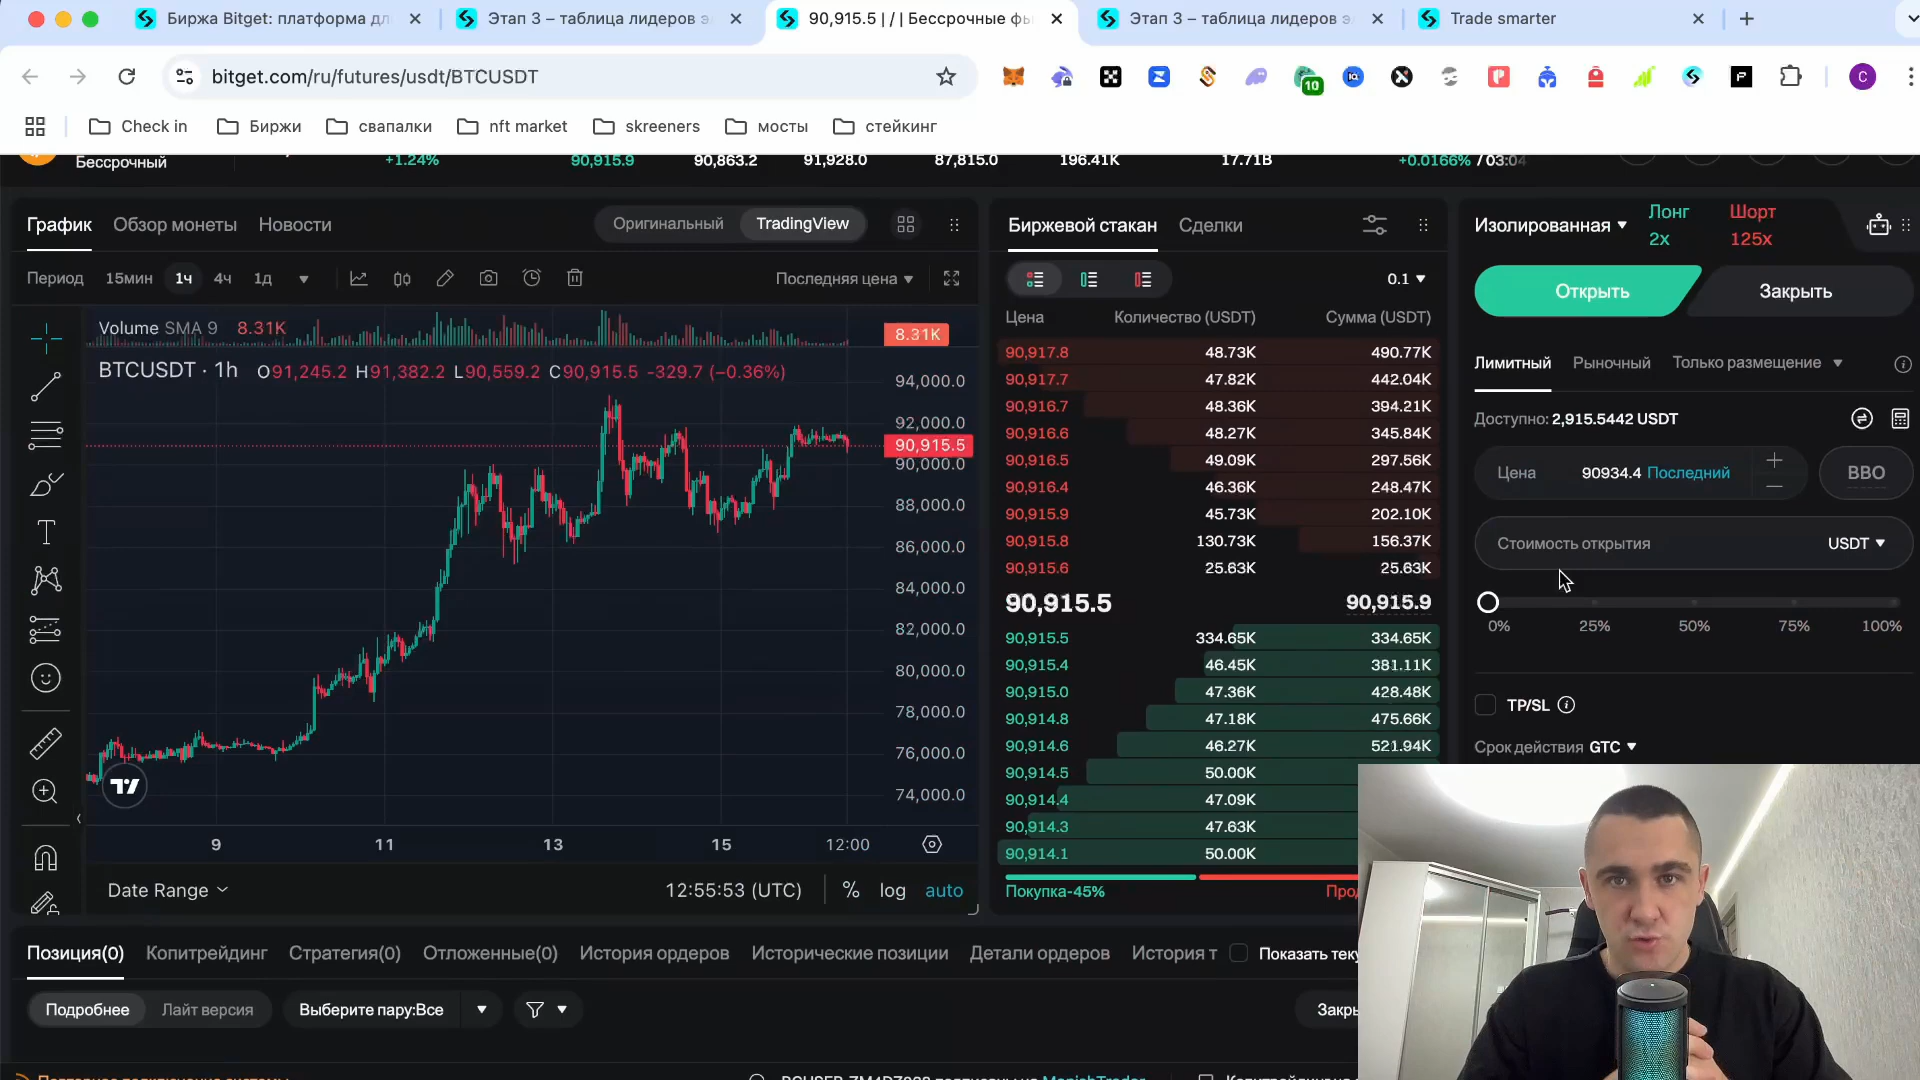 Биржа Bitget: платформа дл
Этап 3 – таблица лидеров э
90,915.5 | / | Бессрочные фь
Этап 3 – таблица лидеров э
Trade smarter
bitget.com/ru/futures/usdt/BTCUSDT
10
C
Check in
Биржи
свапалки
nft market
skreeners
мосты
стейкинг
Бессрочный
+1.24%
90,915.9
90,863.2
91,928.0
87,815.0
196.41K
17.71B
+0.0166% / 03:04
График
Обзор монеты
Новости
Оригинальный
TradingView
Период
15мин
1ч
4ч
1д
Последняя цена
Volume SMA 9 8.31K
8.31K
BTCUSDT · 1h O91,245.2 H91,382.2 L90,559.2 C90,915.5 -329.7 (−0.36%)
94,000.0
92,000.0
90,915.5
90,000.0
88,000.0
86,000.0
84,000.0
82,000.0
80,000.0
78,000.0
76,000.0
74,000.0
9
11
13
15
12:00
Date Range
12:55:53 (UTC)
%
log
auto
Биржевой стакан
Сделки
0.1
Цена Количество (USDT) Сумма (USDT)
90,917.8 48.73K 490.77K
90,917.7 47.82K 442.04K
90,916.7 48.36K 394.21K
90,916.6 48.27K 345.84K
90,916.5 49.09K 297.56K
90,916.4 46.36K 248.47K
90,915.9 45.73K 202.10K
90,915.8 130.73K 156.37K
90,915.6 25.63K 25.63K
90,915.5 90,915.9
90,915.5 334.65K 334.65K
90,915.4 46.45K 381.11K
90,915.0 47.36K 428.48K
90,914.8 47.18K 475.66K
90,914.6 46.27K 521.94K
90,914.5 50.00K
90,914.4 47.09K
90,914.3 47.63K
90,914.1 50.00K
Покупка-45%
Про
Изолированная
Лонг
2x
Шорт
125x
Открыть
Закрыть
Лимитный
Рыночный
Только размещение
Доступно: 2,915.5442 USDT
Цена
90934.4 Последний
BBO
Стоимость открытия
USDT
0% 25% 50% 75% 100%
TP/SL
Срок действия GTC
Позиция(0)
Копитрейдинг
Стратегия(0)
Отложенные(0)
История ордеров
Исторические позиции
Детали ордеров
История т
Показать теку
Подробнее
Лайт версия
Выберите пару:Все
Закры